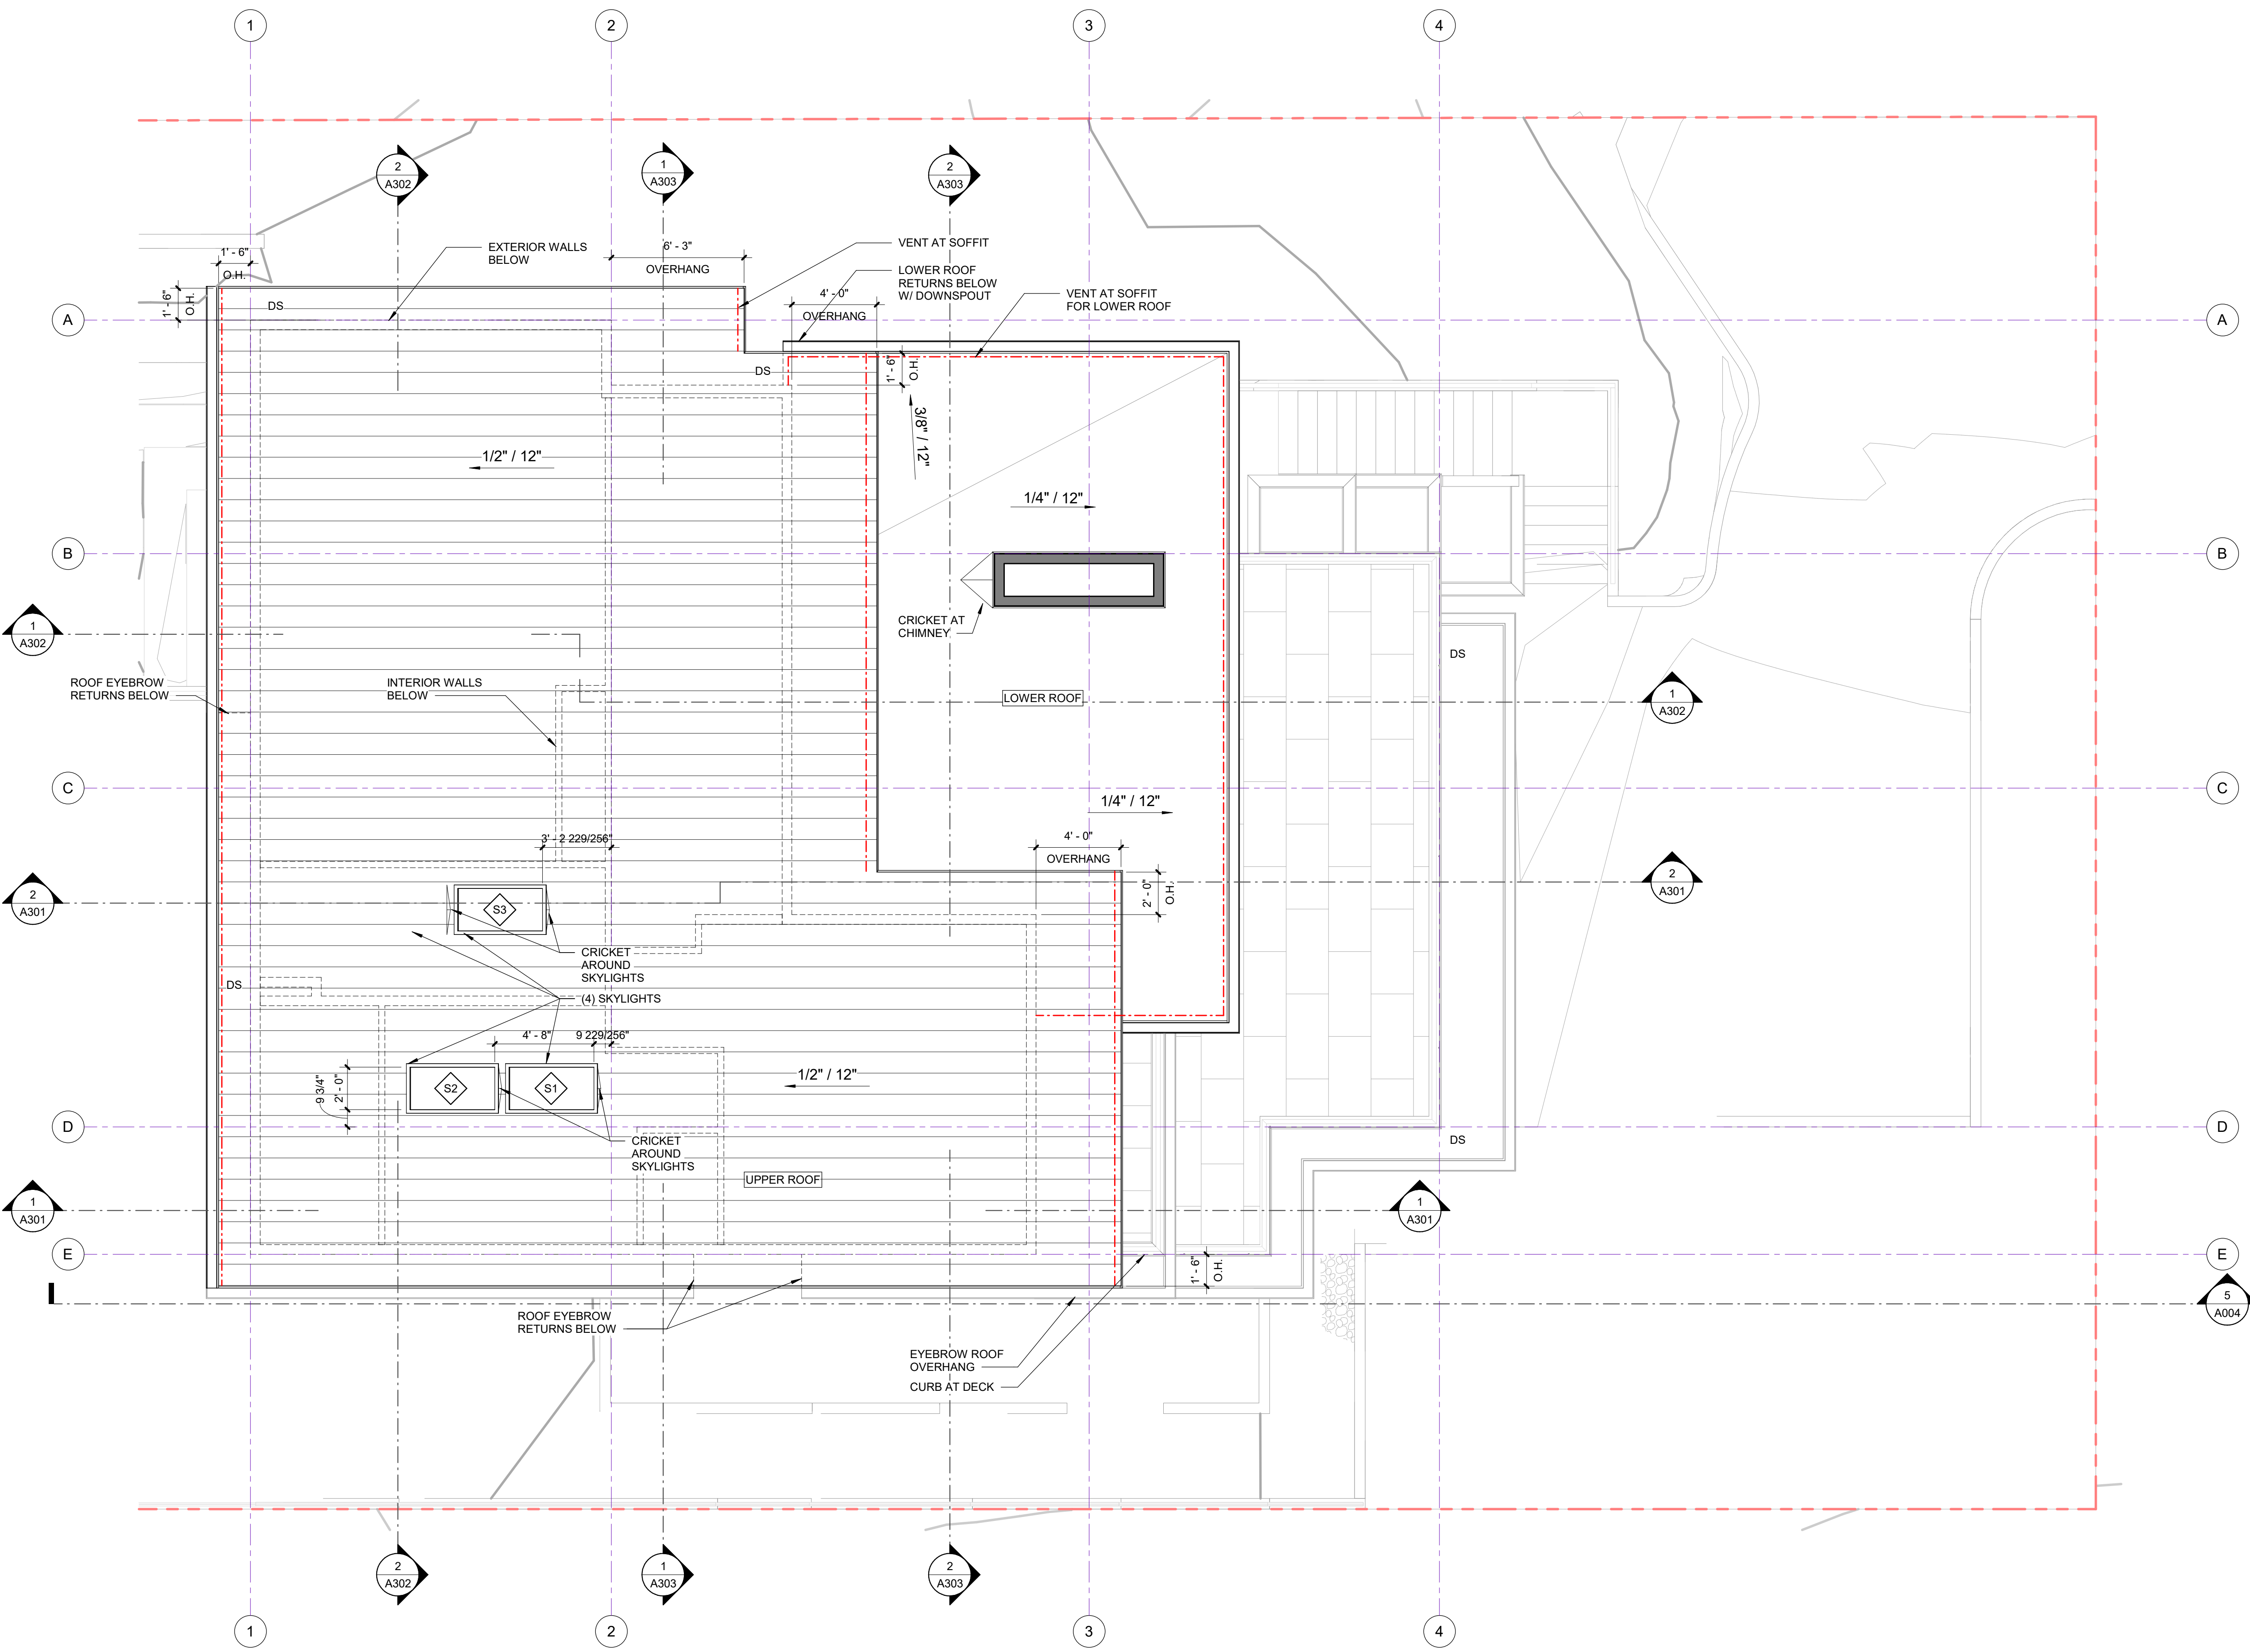 1
2
3
4
2
A302
1
A303
2
A303
1' - 6"
O.H.
EXTERIOR WALLS
BELOW
6' - 3"
OVERHANG
VENT AT SOFFIT
LOWER ROOF
RETURNS BELOW
W/ DOWNSPOUT
4' - 0"
OVERHANG
VENT AT SOFFIT
FOR LOWER ROOF
1' - 6"
O.H.
DS
A
A
DS
1' - 6"
O.H.
3/8" / 12"
1/2" / 12"
1/4" / 12"
B
B
CRICKET AT
CHIMNEY
1
A302
DS
ROOF EYEBROW
RETURNS BELOW
INTERIOR WALLS
BELOW
LOWER ROOF
1
A302
C
C
1/4" / 12"
3' - 2 229/256"
4' - 0"
OVERHANG
2
A301
2
A301
2' - 0"
O.H.
S3
CRICKET
AROUND
SKYLIGHTS
DS
(4) SKYLIGHTS
4' - 8"
9 229/256"
9 3/4"
2' - 0"
S2
S1
1/2" / 12"
D
D
DS
CRICKET
AROUND
SKYLIGHTS
UPPER ROOF
1
A301
1
A301
E
E
1' - 6"
O.H.
5
A004
ROOF EYEBROW
RETURNS BELOW
EYEBROW ROOF
OVERHANG
CURB AT DECK
2
A302
1
A303
2
A303
1
2
3
4